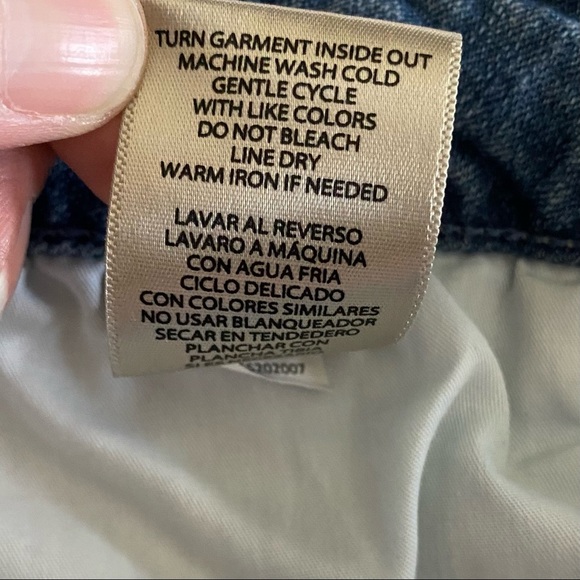 TURN GARMENT INSIDE OUT
MACHINE WASH COLD
GENTLE CYCLE
WITH LIKE COLORS
DO NOT BLEACH
LINE DRY
WARM IRON IF NEEDED
LAVAR AL REVERSO
LAVARO A MÁQUINA
CON AGUA FRIA
CICLO DELICADO
CON COLORES SIMILARES
NO USAR BLANQUEADOR
SECAR EN TENDEDERO
PLANCHAR CON
PLANCHA TIBIA